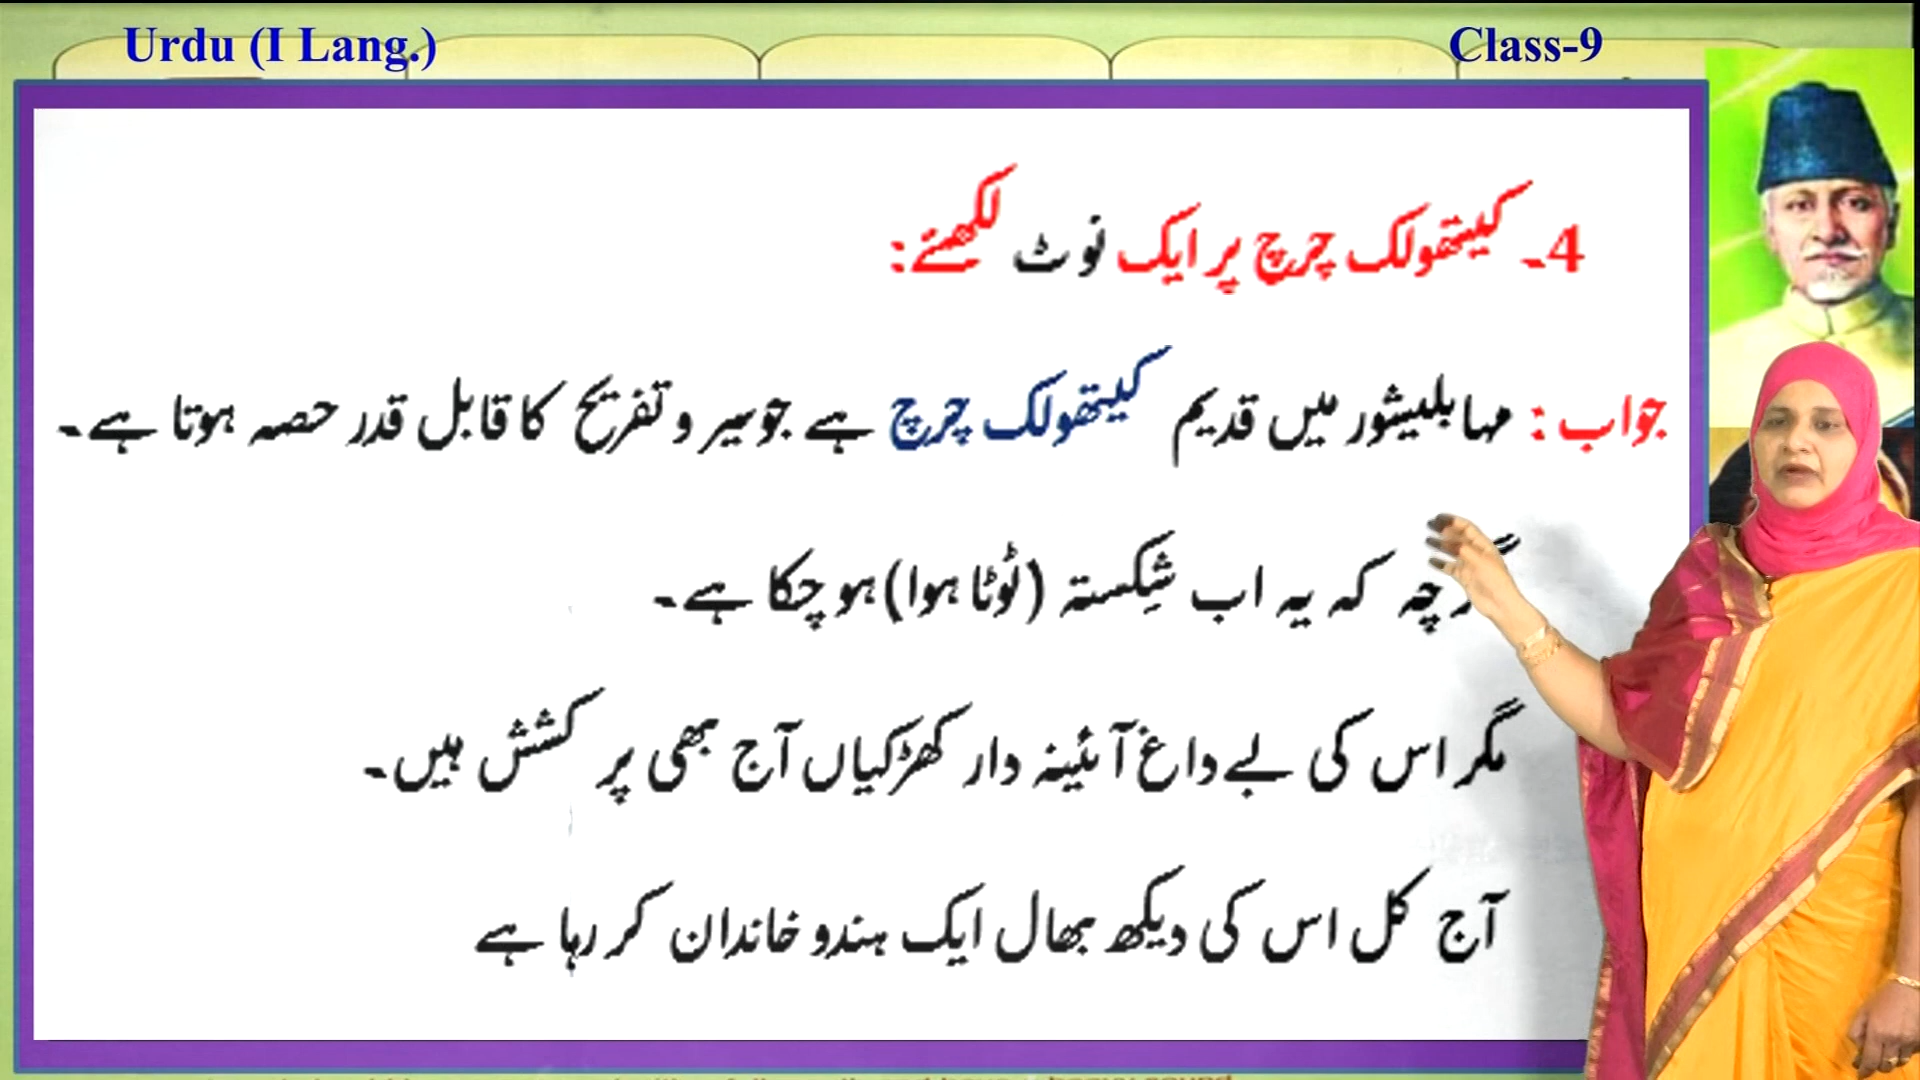 Urdu (I Lang.)
Class-9
4۔ کیتھولک چرچ پر ایک نوٹ لکھئے:
جواب : مہابلیشور میں قدیم کیتھولک چرچ ہے جو سیر و تفریح کا قابل قدر حصہ ہوتا ہے۔
چہ کہ یہ اب شِکستہ (ٹوٹا ہوا) ہو چکا ہے۔
مگر اس کی بے داغ آئینہ دار کھڑکیاں آج بھی پر کشش ہیں۔
آج کل اس کی دیکھ بھال ایک ہندو خاندان کر رہا ہے